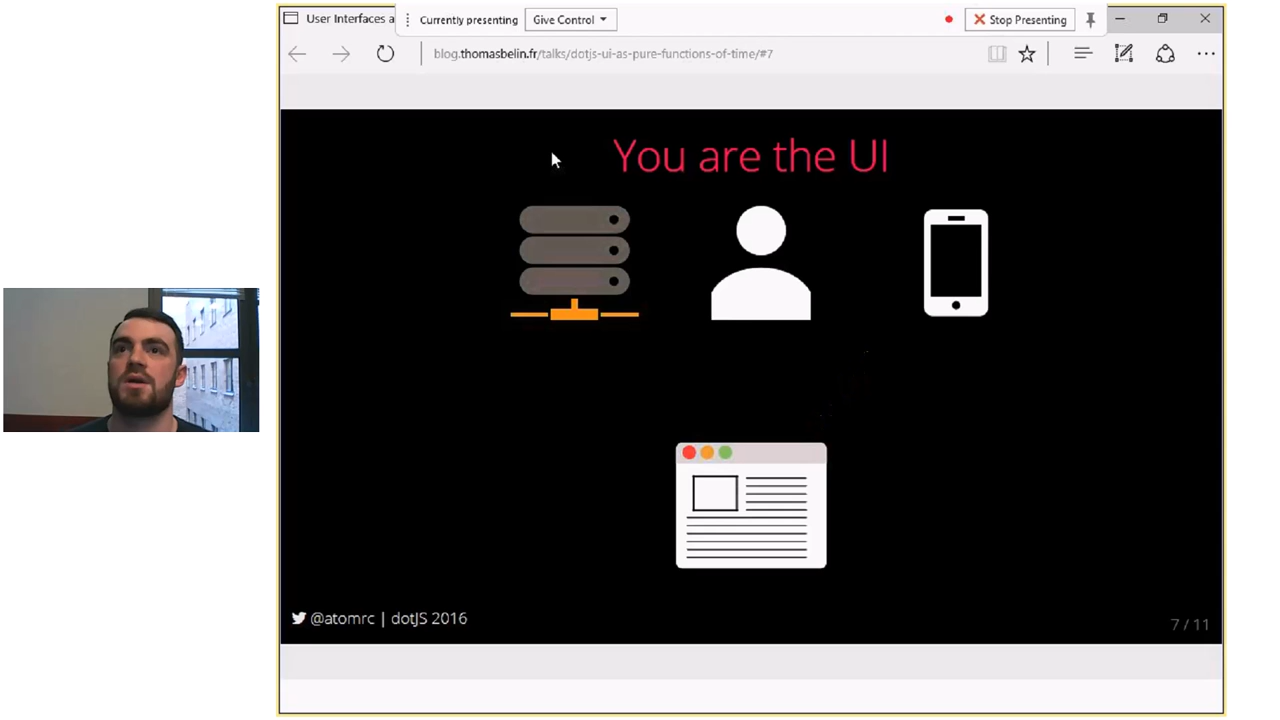 User Interfaces a
Currently presenting
Give Control
Stop Presenting
blog.thomasbelin.fr/talks/dotjs-ui-as-pure-functions-of-time/#7
You are the UI
@atomrc | dotJS 2016
7 / 11